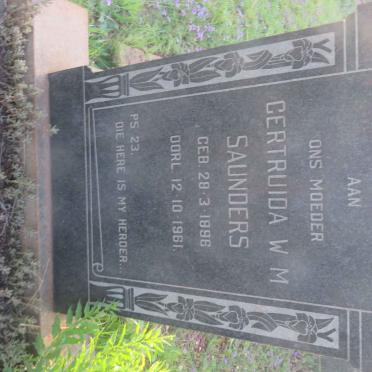 AAN
ONS MOEDER
GERTRUIDA W M
SAUNDERS
GEB 28·3·1896
OORL 12·10·1961.
PS 23.
DIE HERE IS MY HERDER...